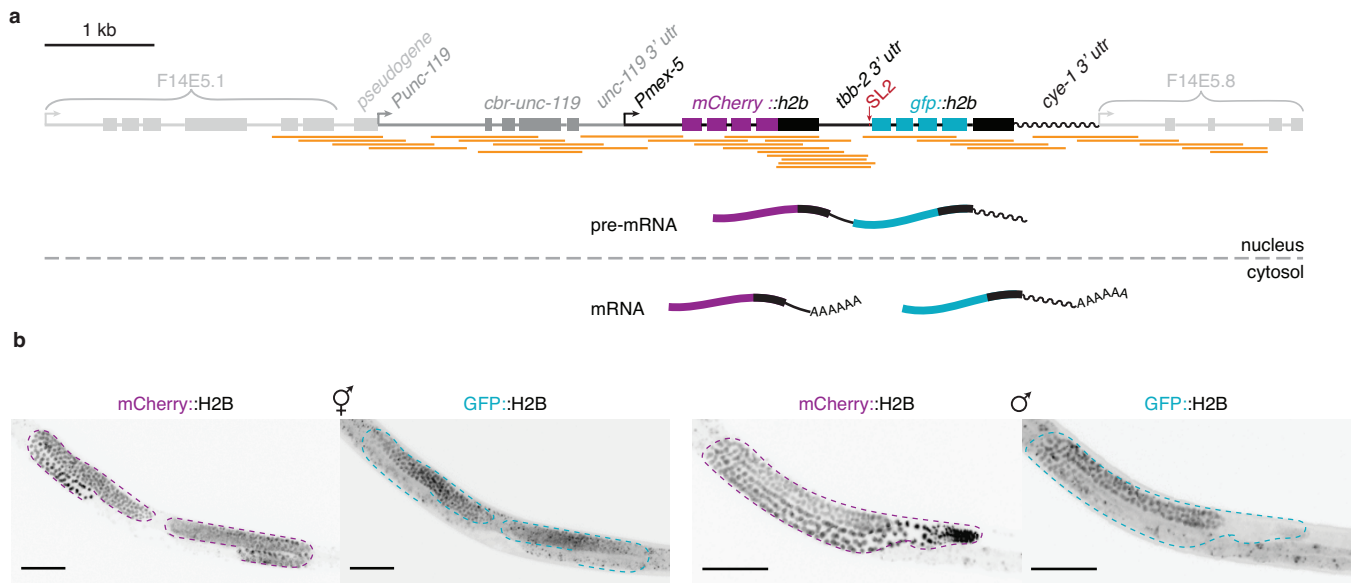 a
1 kb
F14E5.1
pseudogene
Punc-119
cbr-unc-119
unc-119 3’ utr
Pmex-5
mCherry ::h2b
tbb-2 3’ utr
SL2
gfp::h2b
cye-1 3’ utr
F14E5.8
pre-mRNA
nucleus
cytosol
mRNA
AAAAAA
AAAAAA
b
mCherry::H2B
⚥
GFP::H2B
mCherry::H2B
♂
GFP::H2B